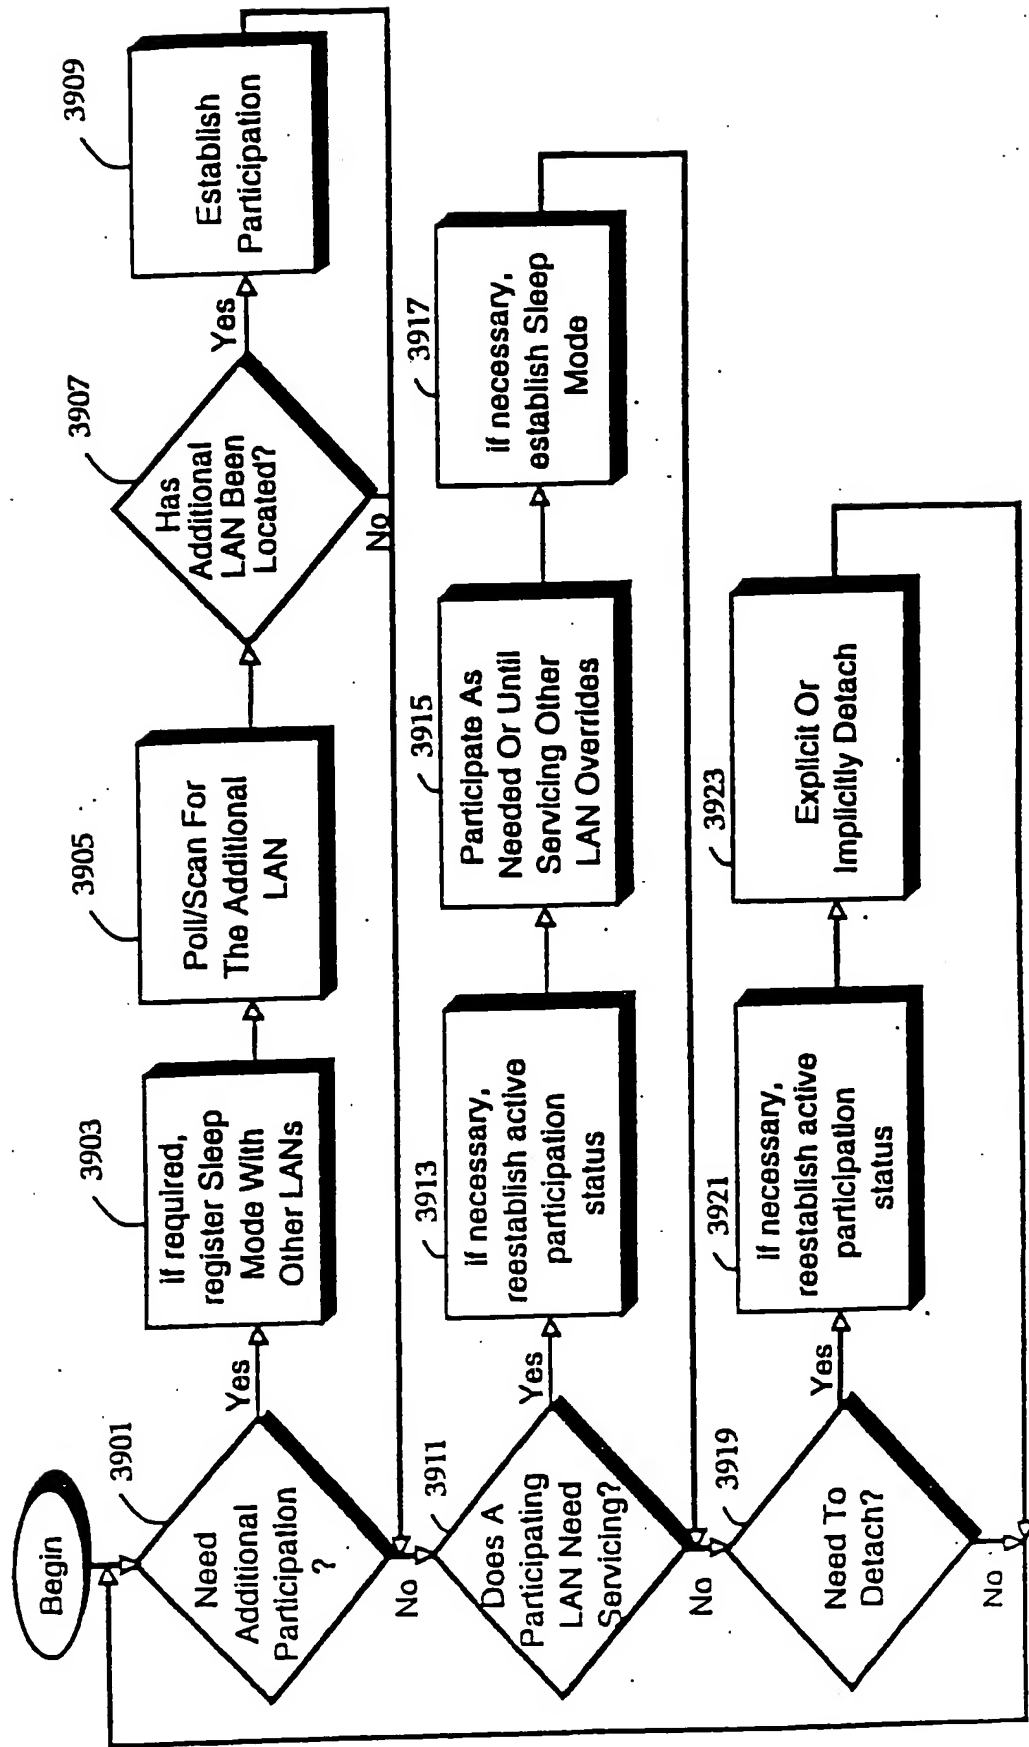 Begin
3901
Need
Additional
Participation
?
Yes
No
3903
If required,
register Sleep
Mode With
Other LANs
3905
Poll/Scan For
The Additional
LAN
3907
Has
Additional
LAN Been
Located?
Yes
No
3909
Establish
Participation
3911
Does A
Participating
LAN Need
Servicing?
Yes
No
3913
if necessary,
reestablish active
participation
status
3915
Participate As
Needed Or Until
Servicing Other
LAN Overrides
3917
if necessary,
establish Sleep
Mode
3919
Need To
Detach?
Yes
No
3921
if necessary,
reestablish active
participation
status
3923
Explicit Or
Implicitly Detach